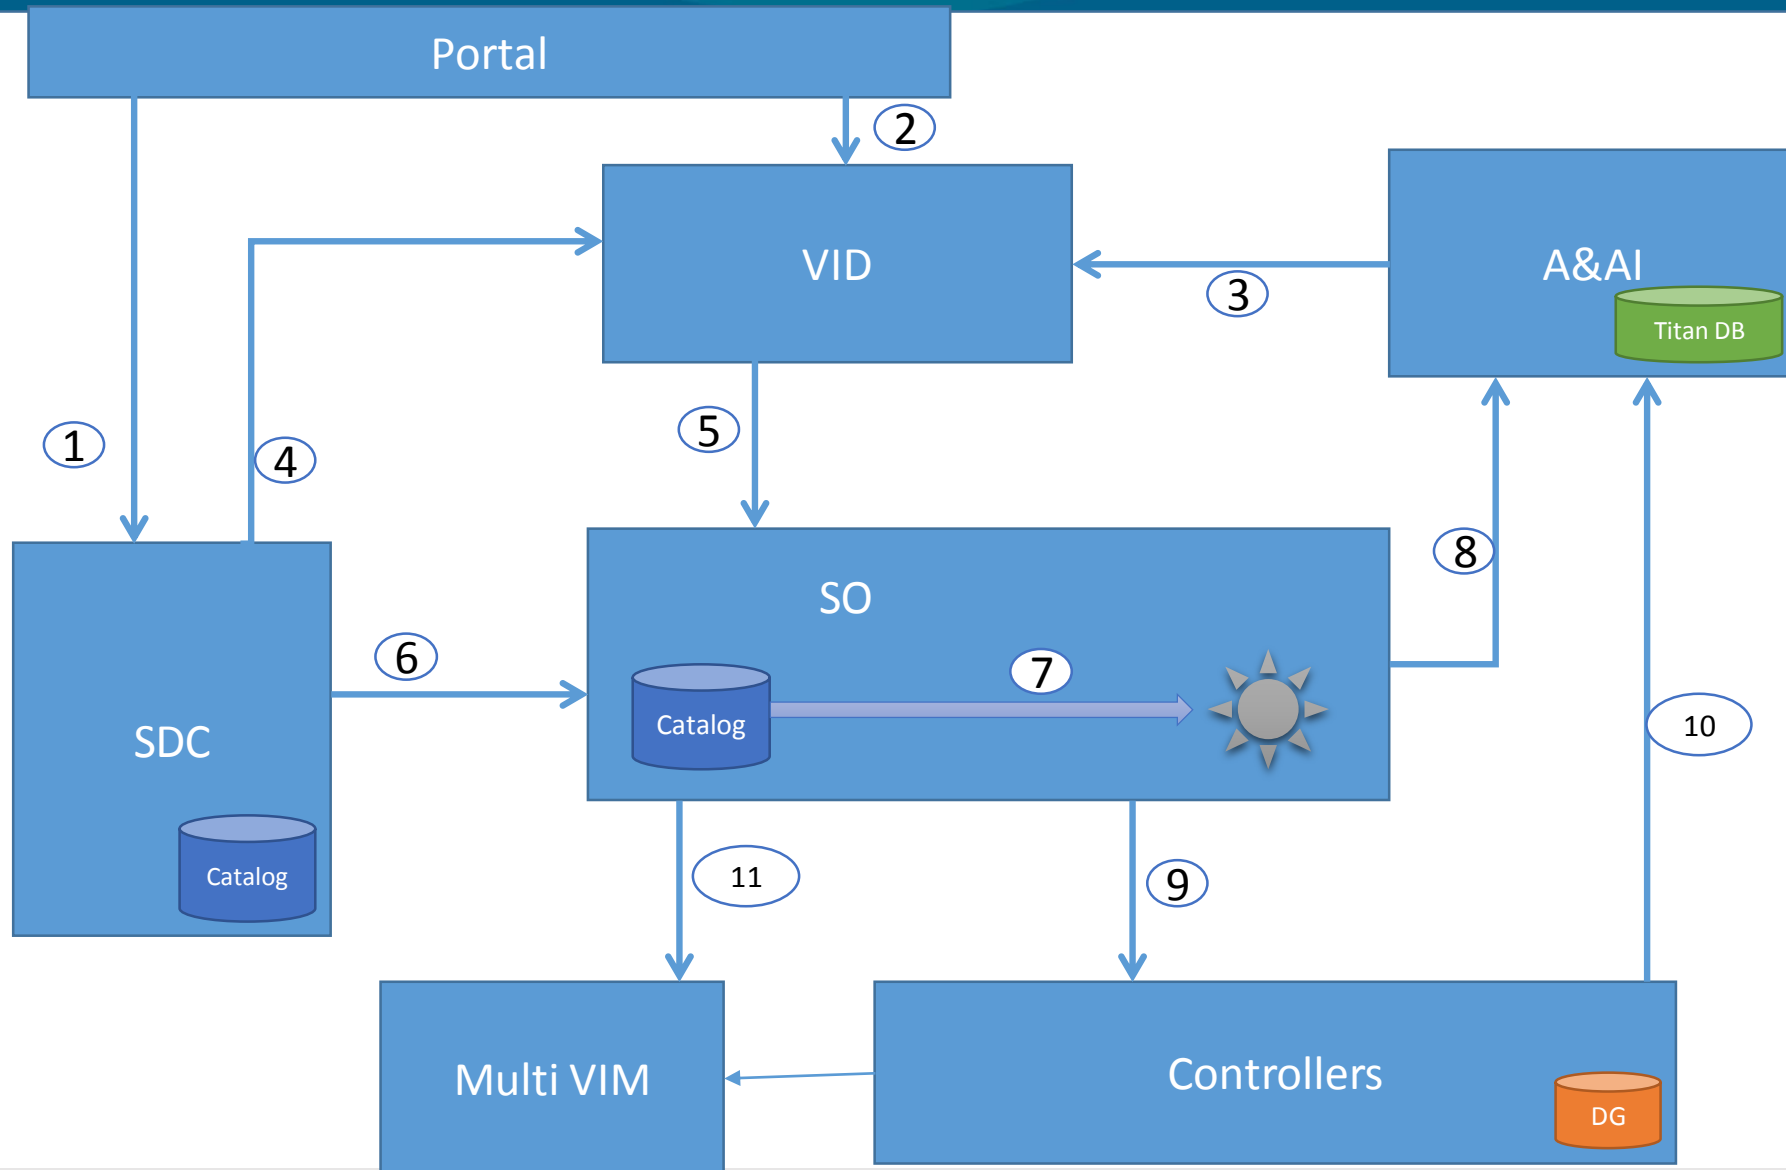 Portal
2
VID
A&AI
3
Titan DB
1
4
5
SO
8
6
7
Catalog
SDC
10
Catalog
11
9
Multi VIM
Controllers
DG